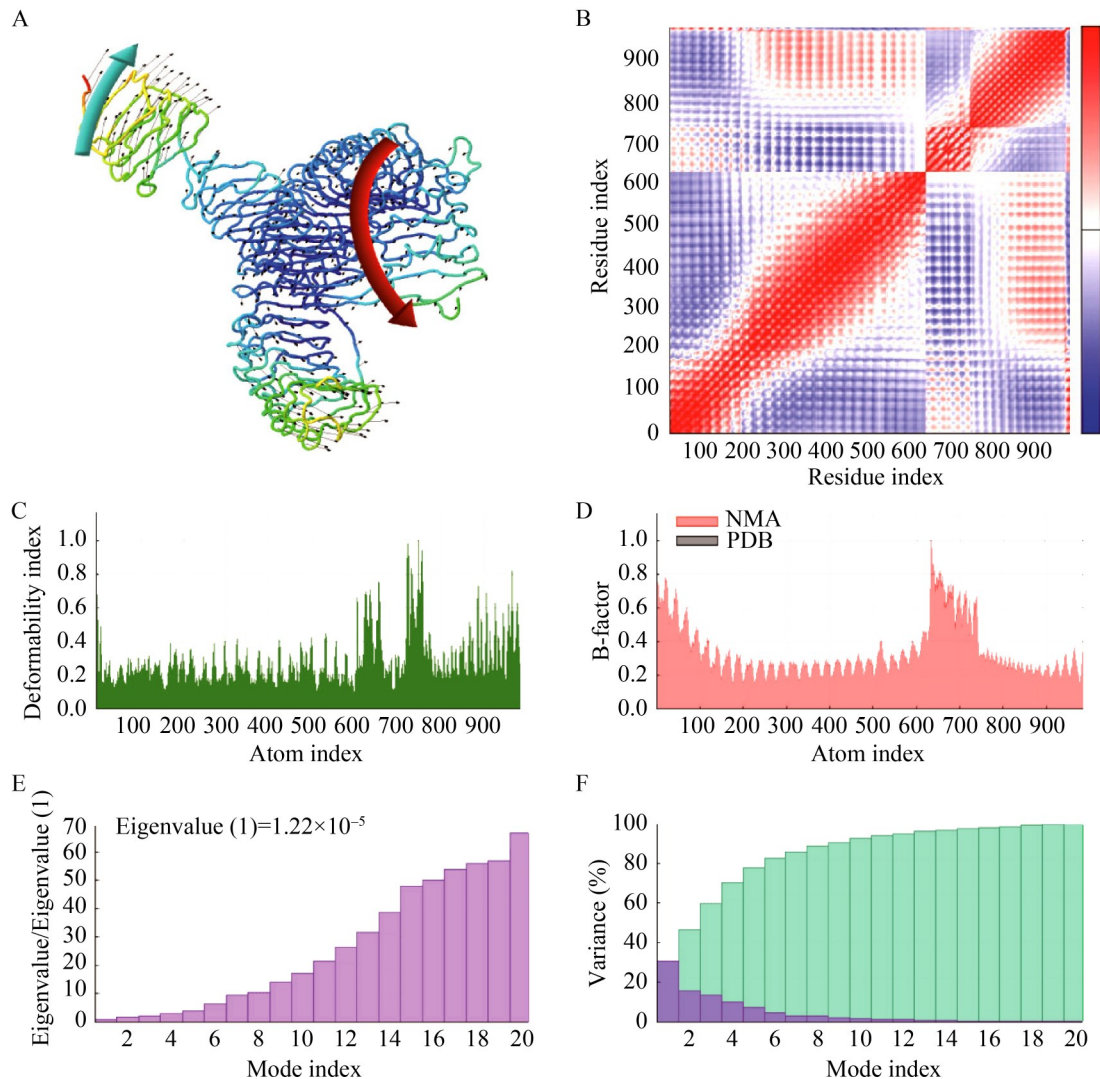 A
B
900
800
700
600
500
400
300
200
100
0
Residue index
100 200 300 400 500 600 700 800 900
Residue index
C
1.0
0.8
0.6
0.4
0.2
0.0
Deformability index
100 200 300 400 500 600 700 800 900
Atom index
D
NMA
PDB
1.0
0.8
0.6
0.4
0.2
0.0
B-factor
100 200 300 400 500 600 700 800 900
Atom index
E
Eigenvalue (1)=1.22×10⁻⁵
70
60
50
40
30
20
10
0
Eigenvalue/Eigenvalue (1)
2 4 6 8 10 12 14 16 18 20
Mode index
F
100
80
60
40
20
0
Variance (%)
2 4 6 8 10 12 14 16 18 20
Mode index